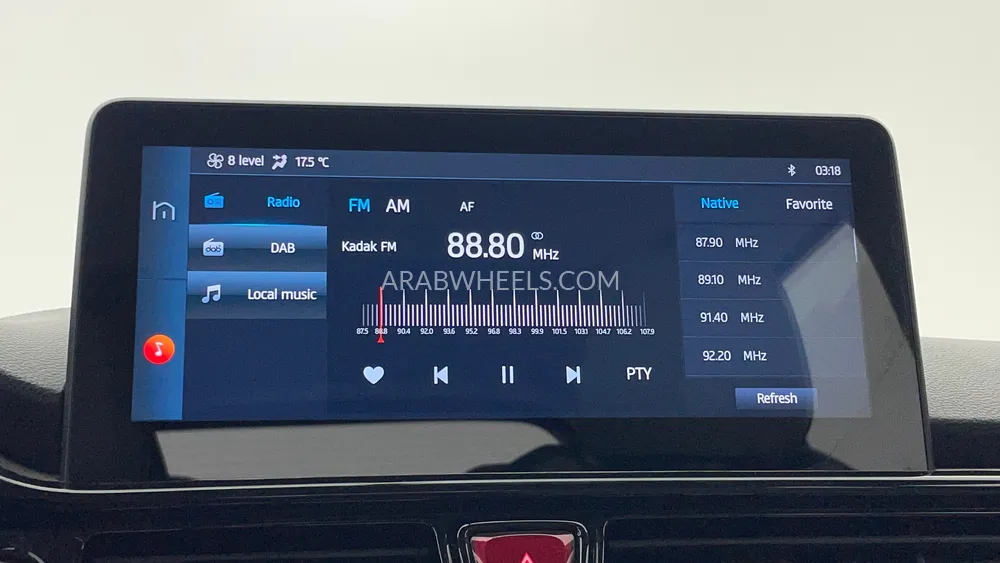 8 level 17.5 ℃ 03:18
Radio
DAB
Local music
FM AM AF
Kadak FM 88.80 MHz
87.5 88.8 90.4 92.0 93.6 95.2 96.8 98.3 99.9 101.5 103.1 104.7 106.2 107.9
PTY
Native Favorite
87.90 MHz
89.10 MHz
91.40 MHz
92.20 MHz
Refresh
ARABWHEELS.COM